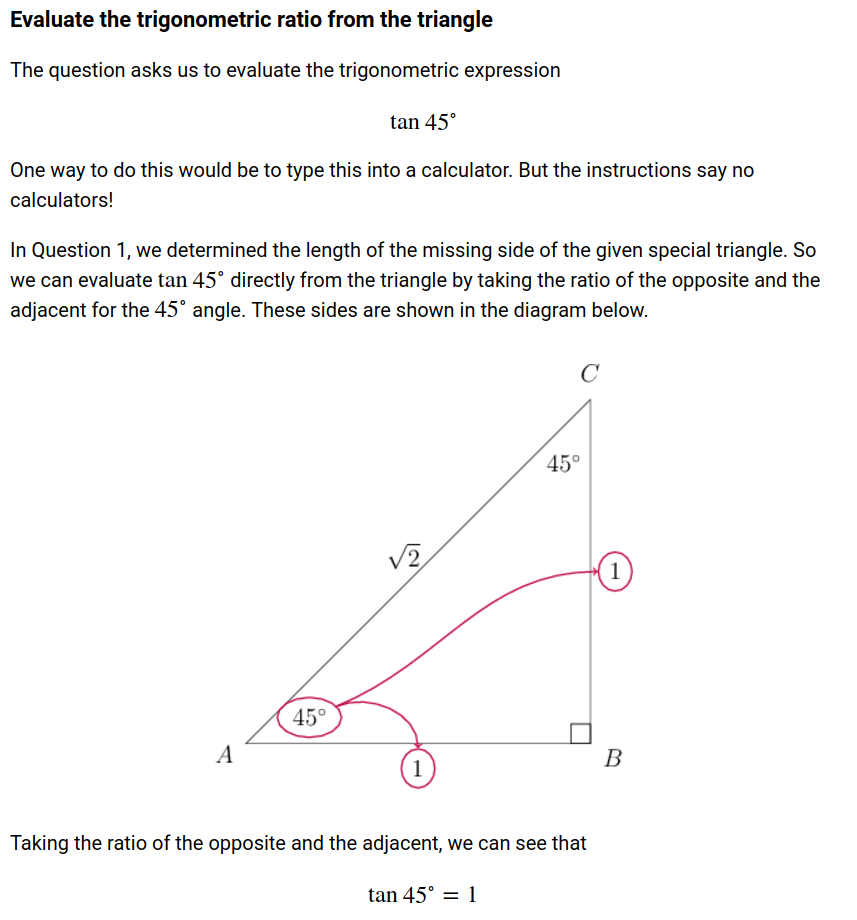 Evaluate the trigonometric ratio from the triangle
The question asks us to evaluate the trigonometric expression
tan 45°
One way to do this would be to type this into a calculator. But the instructions say no
calculators!
In Question 1, we determined the length of the missing side of the given special triangle. So
we can evaluate tan 45° directly from the triangle by taking the ratio of the opposite and the
adjacent for the 45° angle. These sides are shown in the diagram below.
C
45°
√2
1
45°
A
1
B
Taking the ratio of the opposite and the adjacent, we can see that
tan 45° = 1